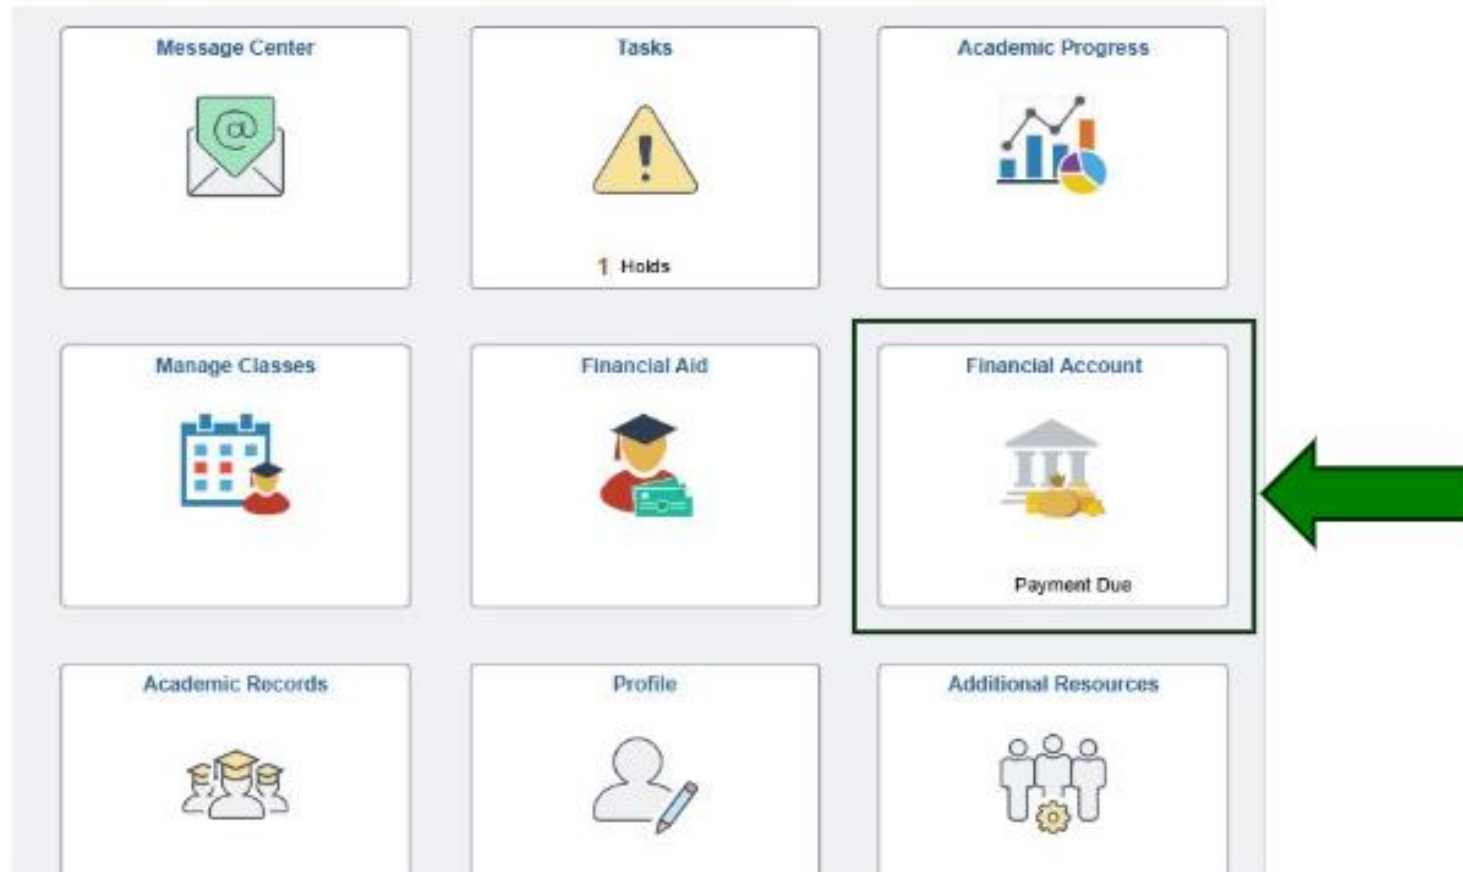 Message Center
Tasks
Academic Progress
@
!
1 Holds
Manage Classes
Financial Aid
Financial Account
Payment Due
Academic Records
Profile
Additional Resources